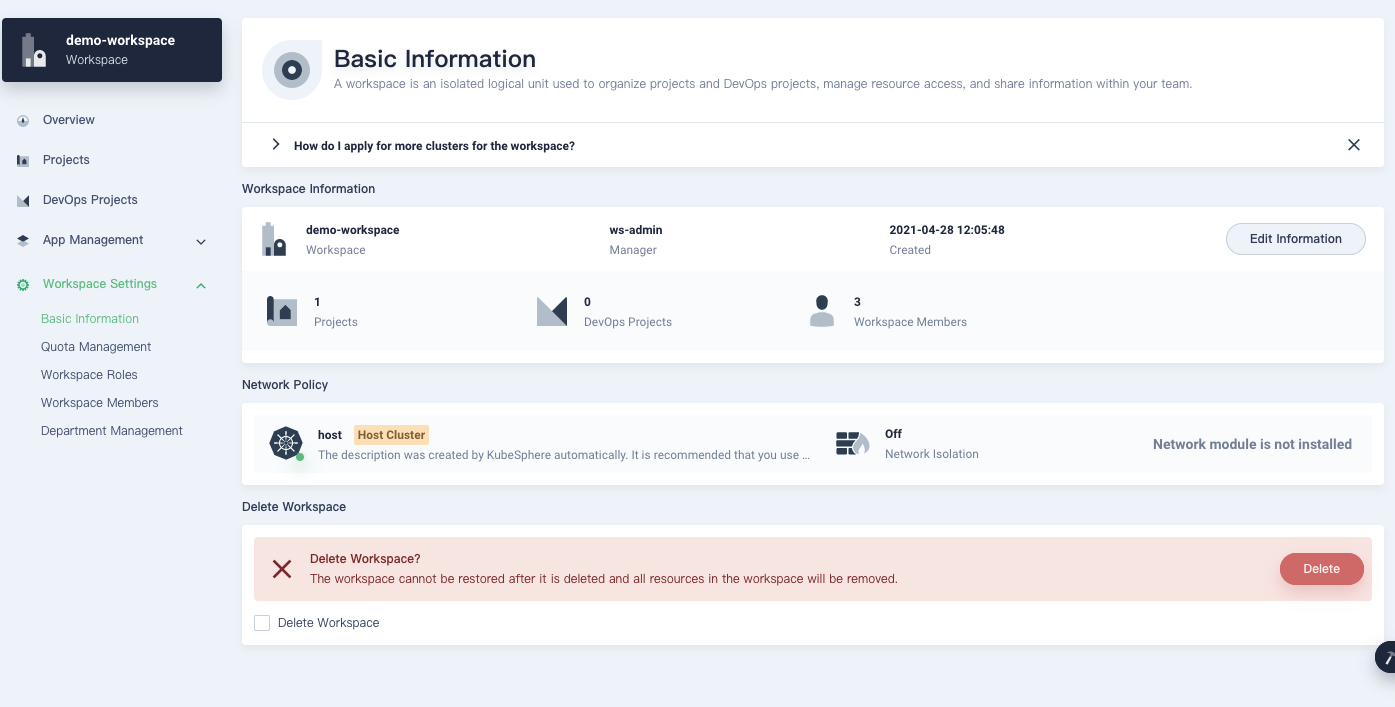 demo-workspace
Workspace
Overview
Projects
DevOps Projects
App Management
Workspace Settings
Basic Information
Quota Management
Workspace Roles
Workspace Members
Department Management
Basic Information
A workspace is an isolated logical unit used to organize projects and DevOps projects, manage resource access, and share information within your team.
How do I apply for more clusters for the workspace?
Workspace Information
demo-workspace
Workspace
ws-admin
Manager
2021-04-28 12:05:48
Created
Edit Information
1
Projects
0
DevOps Projects
3
Workspace Members
Network Policy
host Host Cluster
The description was created by KubeSphere automatically. It is recommended that you use ...
Off
Network Isolation
Network module is not installed
Delete Workspace
Delete Workspace?
The workspace cannot be restored after it is deleted and all resources in the workspace will be removed.
Delete
Delete Workspace